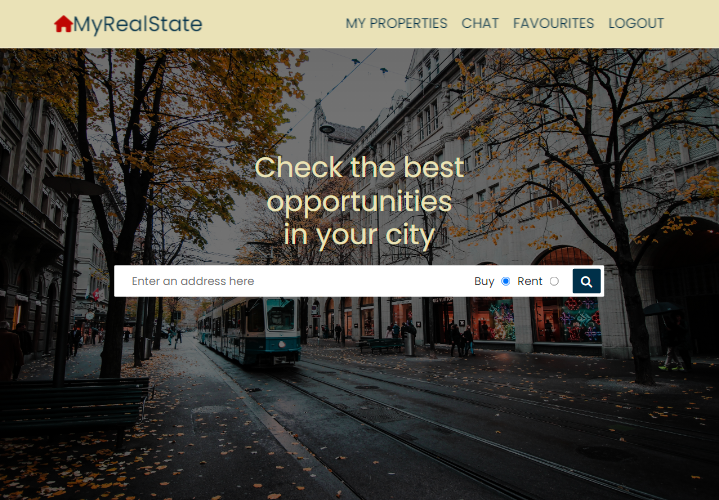 MyRealState
MY PROPERTIES CHAT FAVOURITES LOGOUT
Check the best
opportunities
in your city
Enter an address here
Buy Rent